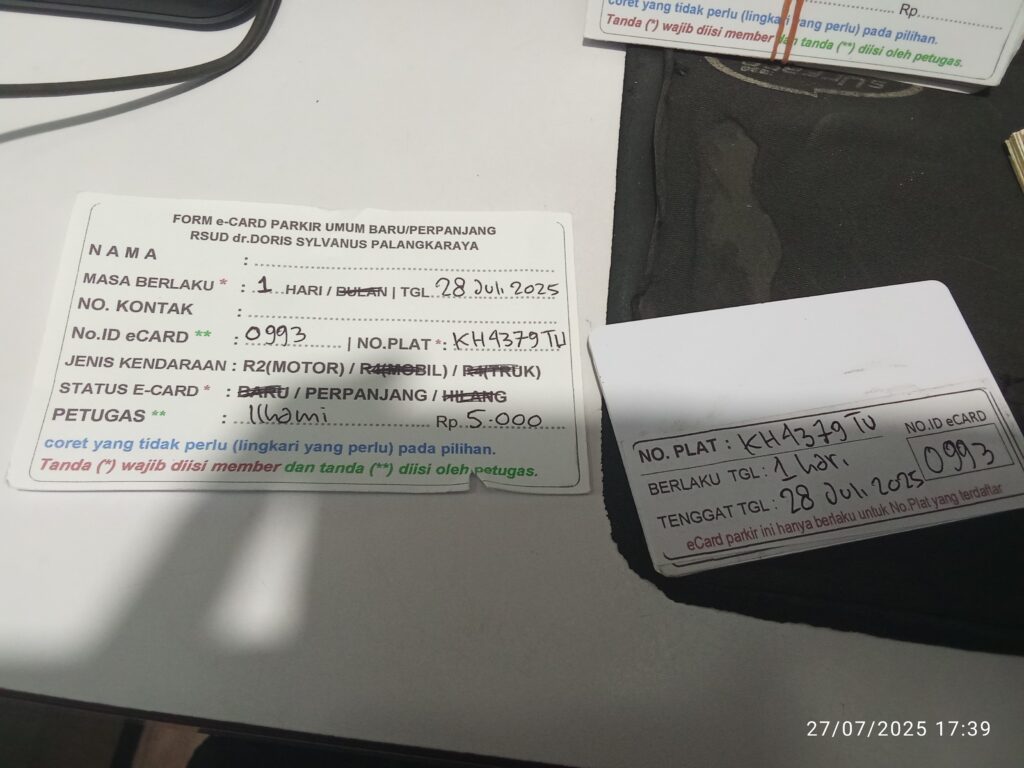 Rp
coret yang tidak perlu (lingkari yang perlu) pada pilihan.
Tanda (*) wajib diisi member dan tanda (**) diisi oleh petugas.
FORM e-CARD PARKIR UMUM BARU/PERPANJANG
RSUD dr.DORIS SYLVANUS PALANGKARAYA
NAMA :
MASA BERLAKU * : 1 HARI / BULAN | TGL 28 Juli 2025
NO. KONTAK :
No.ID eCARD ** : 0993 | NO.PLAT *: KH4379TU
JENIS KENDARAAN : R2(MOTOR) / R4(MOBIL) / R4(TRUK)
STATUS E-CARD * : BARU / PERPANJANG / HILANG
PETUGAS ** : Ilhami Rp 5.000
coret yang tidak perlu (lingkari yang perlu) pada pilihan.
Tanda (*) wajib diisi member dan tanda (**) diisi oleh petugas.
NO. PLAT : KH4379TU
NO.ID eCARD
0993
BERLAKU TGL : 1 hari
TENGGAT TGL : 28 Juli 2025
eCard parkir ini hanya berlaku untuk No.Plat yang terdaftar
27/07/2025 17:39